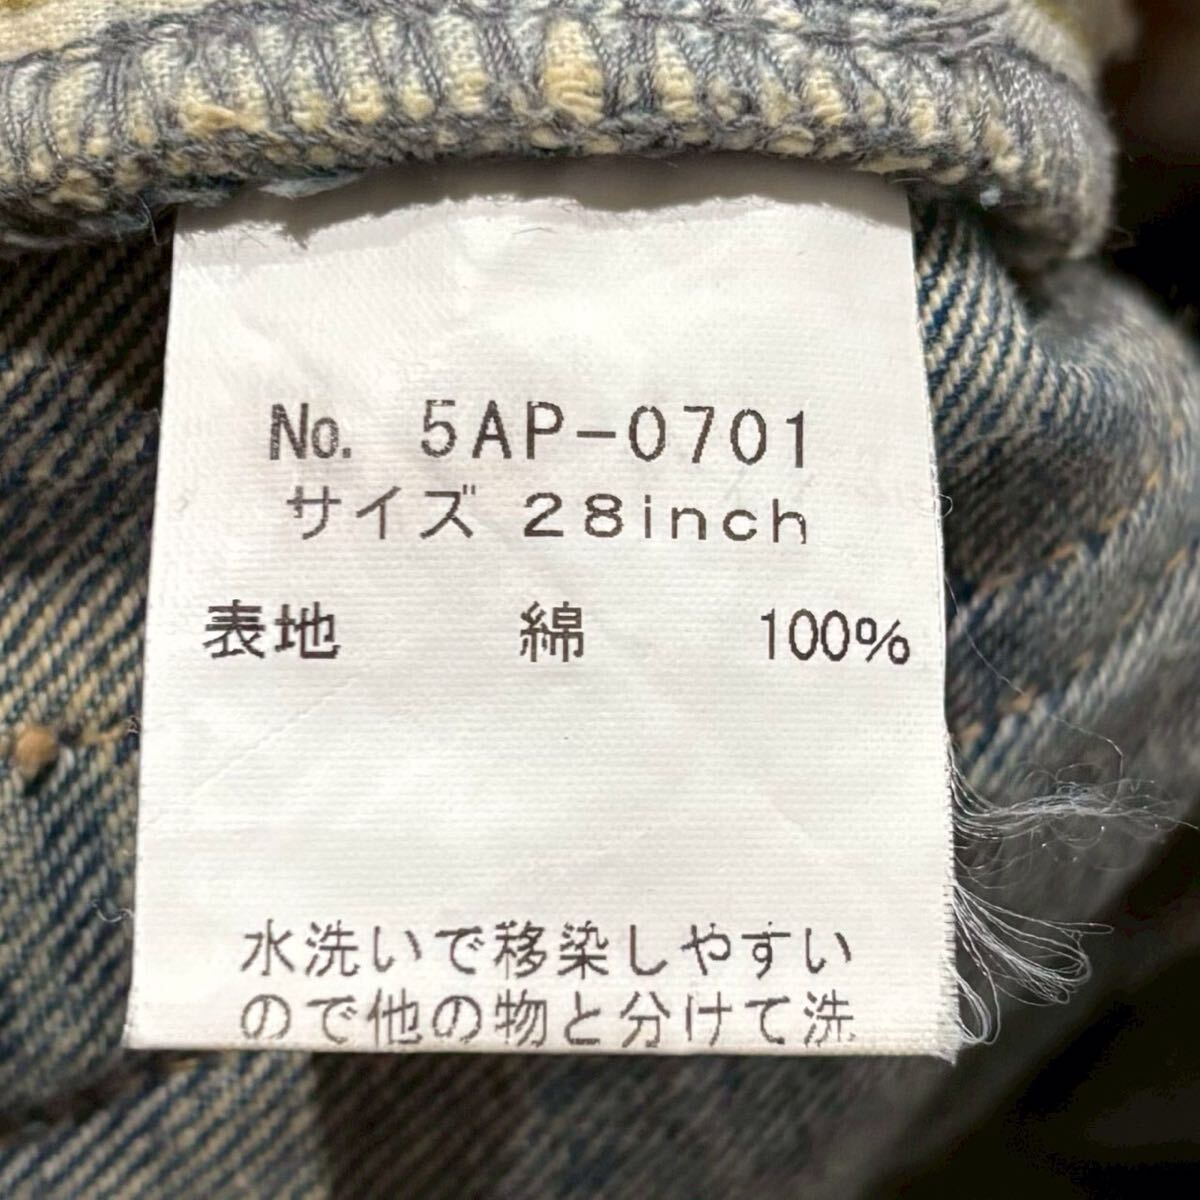 No. 5AP-0701
サイズ 28inch
表地 綿 100%
水洗いで移染しやすい
ので他の物と分けて洗